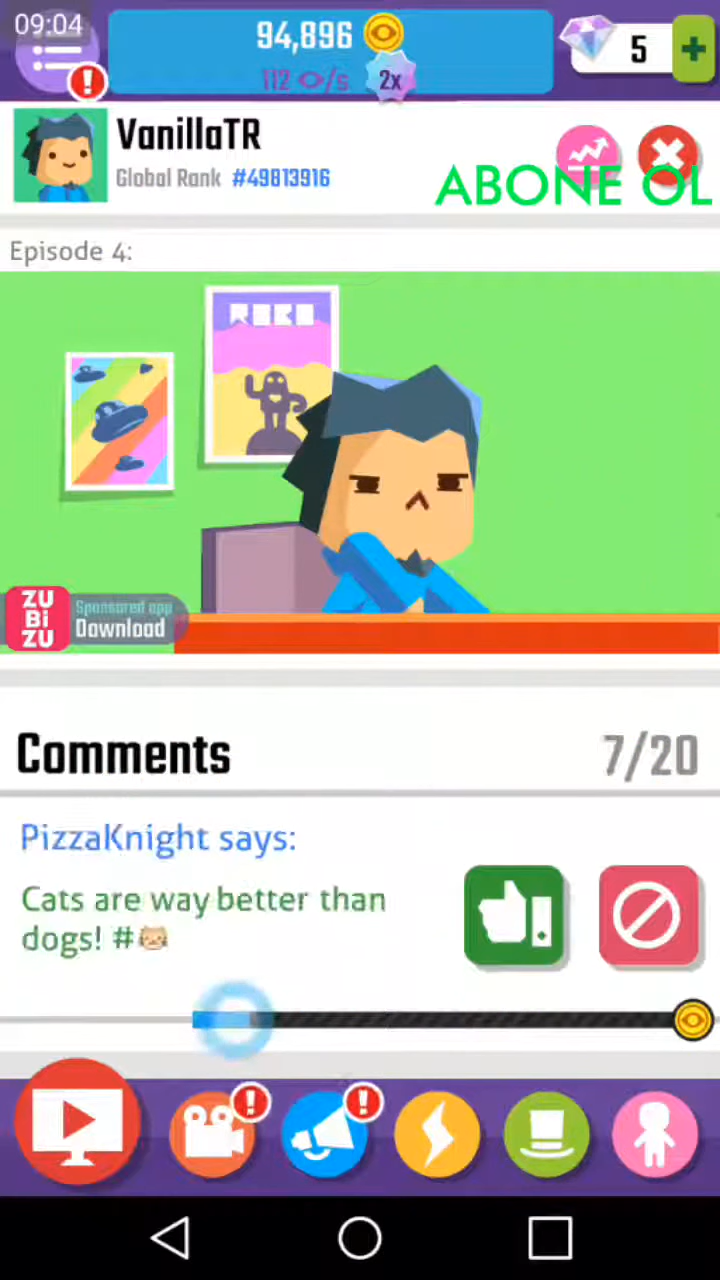 09:04
94,896
5
112 /s
2x
VanillaTR
Global Rank #49813916
ABONE OL
Episode 4:
ZU
Bi
ZU
Sponsored app
Download
Comments
7/20
PizzaKnight says:
Cats are way better than
dogs! #🐱